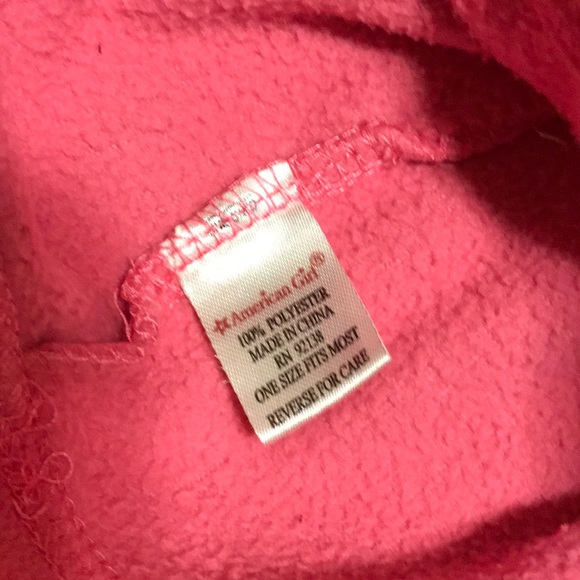 American Girl®
100% POLYESTER
MADE IN CHINA
RN 92138
ONE SIZE FITS MOST
REVERSE FOR CARE